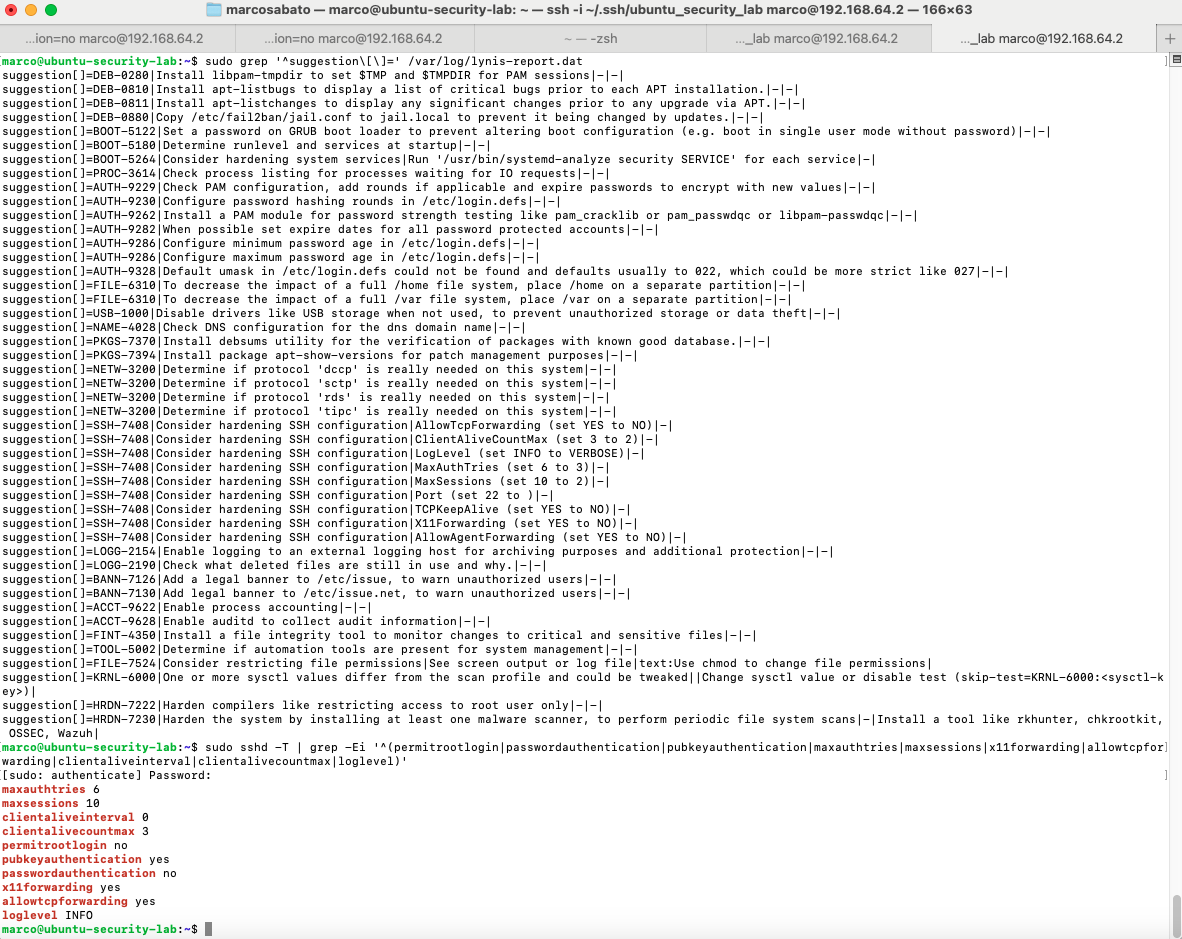 marcosabato — marco@ubuntu-security-lab: ~ — ssh -i ~/.ssh/ubuntu_security_lab marco@192.168.64.2 — 166×63
...ion=no marco@192.168.64.2
...ion=no marco@192.168.64.2
~ — -zsh
..._lab marco@192.168.64.2
..._lab marco@192.168.64.2
+
[marco@ubuntu-security-lab:~$ sudo grep '^suggestion\[\]=' /var/log/lynis-report.dat ]
suggestion[]=DEB-0280|Install libpam-tmpdir to set $TMP and $TMPDIR for PAM sessions|-|-|
suggestion[]=DEB-0810|Install apt-listbugs to display a list of critical bugs prior to each APT installation.|-|-|
suggestion[]=DEB-0811|Install apt-listchanges to display any significant changes prior to any upgrade via APT.|-|-|
suggestion[]=DEB-0880|Copy /etc/fail2ban/jail.conf to jail.local to prevent it being changed by updates.|-|-|
suggestion[]=BOOT-5122|Set a password on GRUB boot loader to prevent altering boot configuration (e.g. boot in single user mode without password)|-|-|
suggestion[]=BOOT-5180|Determine runlevel and services at startup|-|-|
suggestion[]=BOOT-5264|Consider hardening system services|Run '/usr/bin/systemd-analyze security SERVICE' for each service|-|
suggestion[]=PROC-3614|Check process listing for processes waiting for IO requests|-|-|
suggestion[]=AUTH-9229|Check PAM configuration, add rounds if applicable and expire passwords to encrypt with new values|-|-|
suggestion[]=AUTH-9230|Configure password hashing rounds in /etc/login.defs|-|-|
suggestion[]=AUTH-9262|Install a PAM module for password strength testing like pam_cracklib or pam_passwdqc or libpam-passwdqc|-|-|
suggestion[]=AUTH-9282|When possible set expire dates for all password protected accounts|-|-|
suggestion[]=AUTH-9286|Configure minimum password age in /etc/login.defs|-|-|
suggestion[]=AUTH-9286|Configure maximum password age in /etc/login.defs|-|-|
suggestion[]=AUTH-9328|Default umask in /etc/login.defs could not be found and defaults usually to 022, which could be more strict like 027|-|-|
suggestion[]=FILE-6310|To decrease the impact of a full /home file system, place /home on a separate partition|-|-|
suggestion[]=FILE-6310|To decrease the impact of a full /var file system, place /var on a separate partition|-|-|
suggestion[]=USB-1000|Disable drivers like USB storage when not used, to prevent unauthorized storage or data theft|-|-|
suggestion[]=NAME-4028|Check DNS configuration for the dns domain name|-|-|
suggestion[]=PKGS-7370|Install debsums utility for the verification of packages with known good database.|-|-|
suggestion[]=PKGS-7394|Install package apt-show-versions for patch management purposes|-|-|
suggestion[]=NETW-3200|Determine if protocol 'dccp' is really needed on this system|-|-|
suggestion[]=NETW-3200|Determine if protocol 'sctp' is really needed on this system|-|-|
suggestion[]=NETW-3200|Determine if protocol 'rds' is really needed on this system|-|-|
suggestion[]=NETW-3200|Determine if protocol 'tipc' is really needed on this system|-|-|
suggestion[]=SSH-7408|Consider hardening SSH configuration|AllowTcpForwarding (set YES to NO)|-|
suggestion[]=SSH-7408|Consider hardening SSH configuration|ClientAliveCountMax (set 3 to 2)|-|
suggestion[]=SSH-7408|Consider hardening SSH configuration|LogLevel (set INFO to VERBOSE)|-|
suggestion[]=SSH-7408|Consider hardening SSH configuration|MaxAuthTries (set 6 to 3)|-|
suggestion[]=SSH-7408|Consider hardening SSH configuration|MaxSessions (set 10 to 2)|-|
suggestion[]=SSH-7408|Consider hardening SSH configuration|Port (set 22 to )|-|
suggestion[]=SSH-7408|Consider hardening SSH configuration|TCPKeepAlive (set YES to NO)|-|
suggestion[]=SSH-7408|Consider hardening SSH configuration|X11Forwarding (set YES to NO)|-|
suggestion[]=SSH-7408|Consider hardening SSH configuration|AllowAgentForwarding (set YES to NO)|-|
suggestion[]=LOGG-2154|Enable logging to an external logging host for archiving purposes and additional protection|-|-|
suggestion[]=LOGG-2190|Check what deleted files are still in use and why.|-|-|
suggestion[]=BANN-7126|Add a legal banner to /etc/issue, to warn unauthorized users|-|-|
suggestion[]=BANN-7130|Add legal banner to /etc/issue.net, to warn unauthorized users|-|-|
suggestion[]=ACCT-9622|Enable process accounting|-|-|
suggestion[]=ACCT-9628|Enable auditd to collect audit information|-|-|
suggestion[]=FINT-4350|Install a file integrity tool to monitor changes to critical and sensitive files|-|-|
suggestion[]=TOOL-5002|Determine if automation tools are present for system management|-|-|
suggestion[]=FILE-7524|Consider restricting file permissions|See screen output or log file|text:Use chmod to change file permissions|
suggestion[]=KRNL-6000|One or more sysctl values differ from the scan profile and could be tweaked||Change sysctl value or disable test (skip-test=KRNL-6000:<sysctl-k
ey>)|
suggestion[]=HRDN-7222|Harden compilers like restricting access to root user only|-|-|
suggestion[]=HRDN-7230|Harden the system by installing at least one malware scanner, to perform periodic file system scans|-|Install a tool like rkhunter, chkrootkit,
 OSSEC, Wazuh|
[marco@ubuntu-security-lab:~$ sudo sshd -T | grep -Ei '^(permitrootlogin|passwordauthentication|pubkeyauthentication|maxauthtries|maxsessions|x11forwarding|allowtcpfor]
warding|clientaliveinterval|clientalivecountmax|loglevel)'
[[sudo: authenticate] Password: ]
maxauthtries 6
maxsessions 10
clientaliveinterval 0
clientalivecountmax 3
permitrootlogin no
pubkeyauthentication yes
passwordauthentication no
x11forwarding yes
allowtcpforwarding yes
loglevel INFO
marco@ubuntu-security-lab:~$